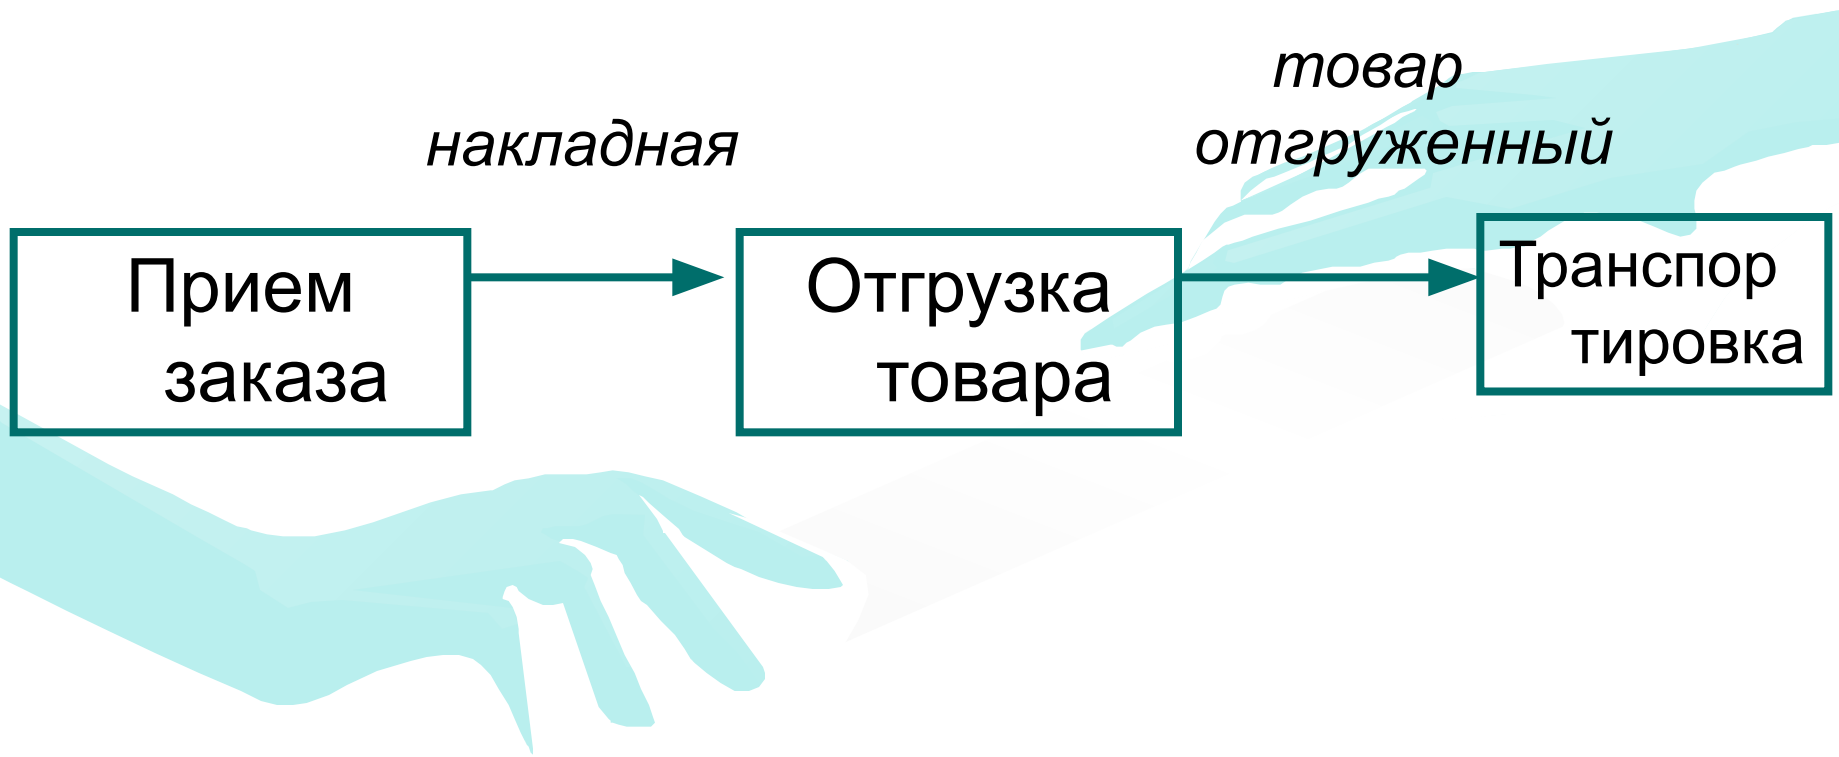 накладная
товар
отгруженный
Прием
заказа
Отгрузка
товара
Транспор
тировка